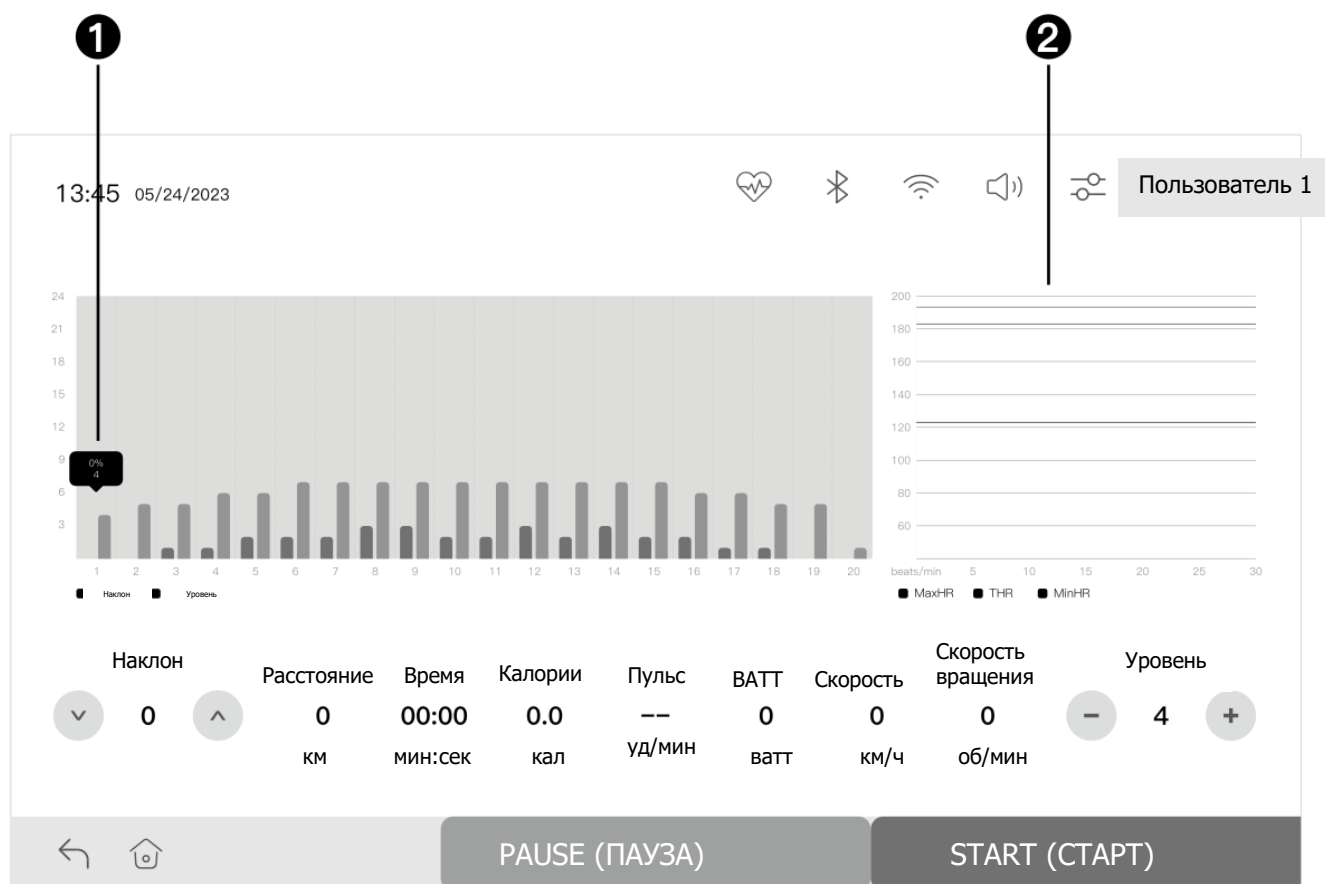 1
2
13:45 05/24/2023
Пользователь 1
24
21
18
15
12
9
6
3
0%
4
1 2 3 4 5 6 7 8 9 10 11 12 13 14 15 16 17 18 19 20
Наклон Уровень
200
180
160
140
120
100
80
60
beats/min 5 10 15 20 25 30
MaxHR THR MinHR
Наклон
0
Расстояние
0
км
Время
00:00
мин:сек
Калории
0.0
кал
Пульс
--
уд/мин
ВАТТ
0
ватт
Скорость
0
км/ч
Скорость
вращения
0
об/мин
Уровень
- 4 +
PAUSE (ПАУЗА)
START (СТАРТ)